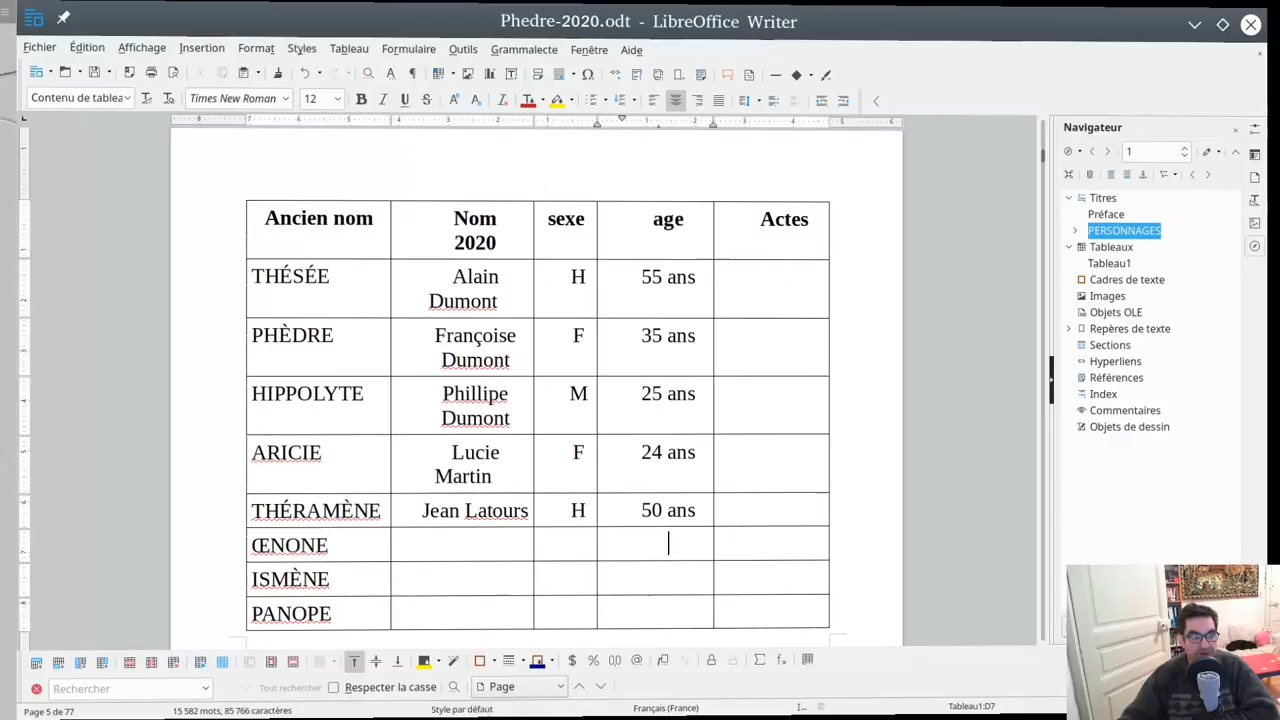 Phedre-2020.odt - LibreOffice Writer
Fichier Édition Affichage Insertion Format Styles Tableau Formulaire Outils Grammalecte Fenêtre Aide
Contenu de tableau Times New Roman 12
Navigateur
1
Titres
Préface
PERSONNAGES
Tableaux
Tableau1
Cadres de texte
Images
Objets OLE
Repères de texte
Sections
Hyperliens
Références
Index
Commentaires
Objets de dessin
Ancien nom Nom 2020 sexe age Actes
THÉSÉE Alain Dumont H 55 ans
PHÈDRE Françoise Dumont F 35 ans
HIPPOLYTE Phillipe Dumont M 25 ans
ARICIE Lucie Martin F 24 ans
THÉRAMÈNE Jean Latours H 50 ans
ŒNONE
ISMÈNE
PANOPE
Rechercher Tout rechercher Respecter la casse Page
Page 5 de 77 15 582 mots, 85 766 caractères Style par défaut Français (France) Tableau1:D7